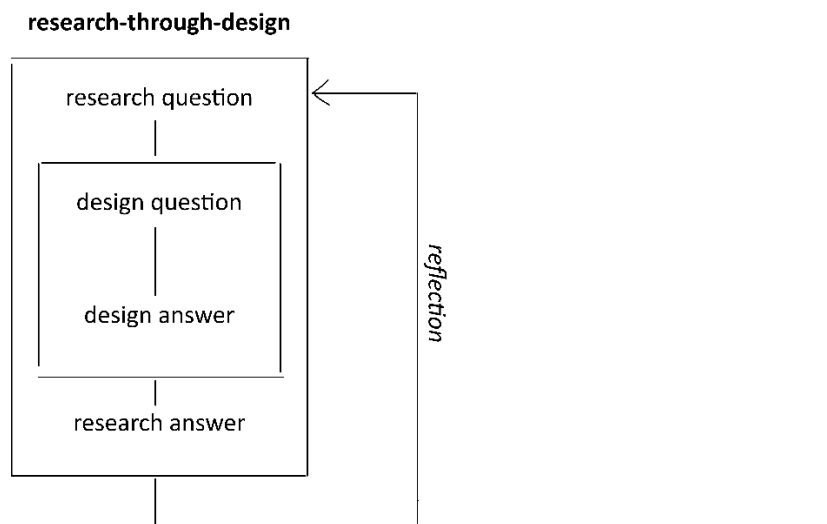 research-through-design
research question
design question
design answer
research answer
reflection